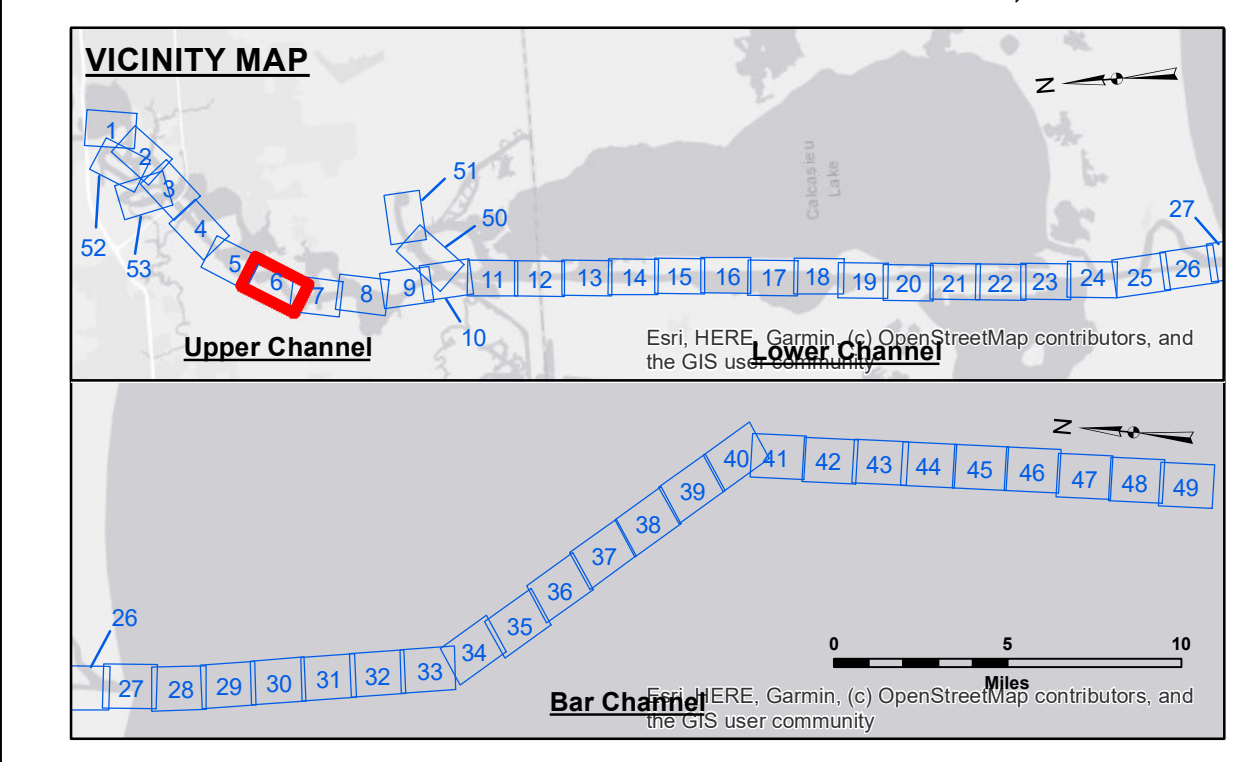 VICINITY MAP
N
1
2
3
52
53
4
5
6
7
8
9
10
51
50
11 12 13 14 15 16 17 18 19 20 21 22 23 24 25 26
27
Calcasieu
Lake
Upper Channel
Lower Channel
Esri, HERE, Garmin, (c) OpenStreetMap contributors, and
the GIS user community
N
26
27 28 29 30 31 32 33 34 35 36 37 38 39 40 41 42 43 44 45 46 47 48 49
0 5 10
Miles
Bar Channel
Esri, HERE, Garmin, (c) OpenStreetMap contributors, and
the GIS user community